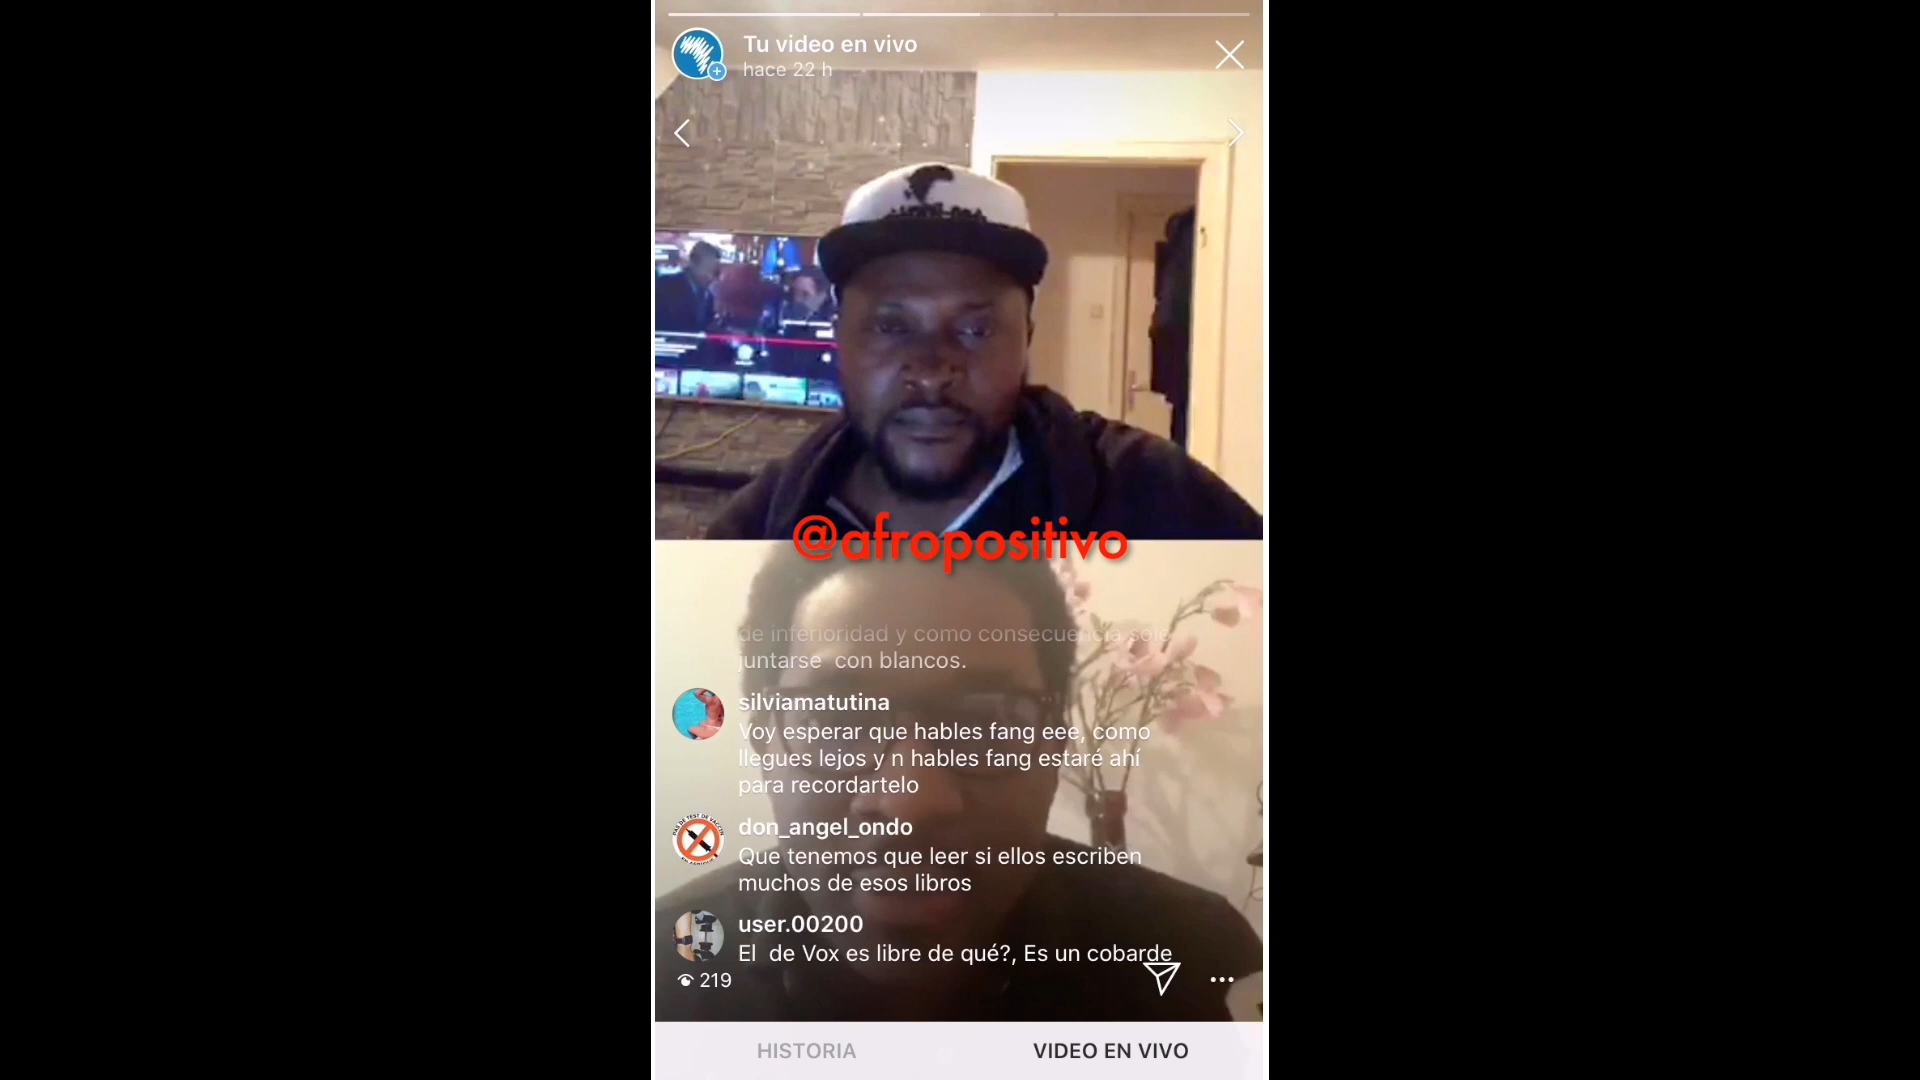 Tu video en vivo
hace 22 h
@afropositivo
de inferioridad y como consecuencia solo
juntarse con blancos.
silviamatutina
Voy esperar que hables fang eee, como
llegues lejos y n hables fang estaré ahí
para recordartelo
don_angel_ondo
Que tenemos que leer si ellos escriben
muchos de esos libros
user.00200
El de Vox es libre de qué?, Es un cobarde
219
HISTORIA
VIDEO EN VIVO